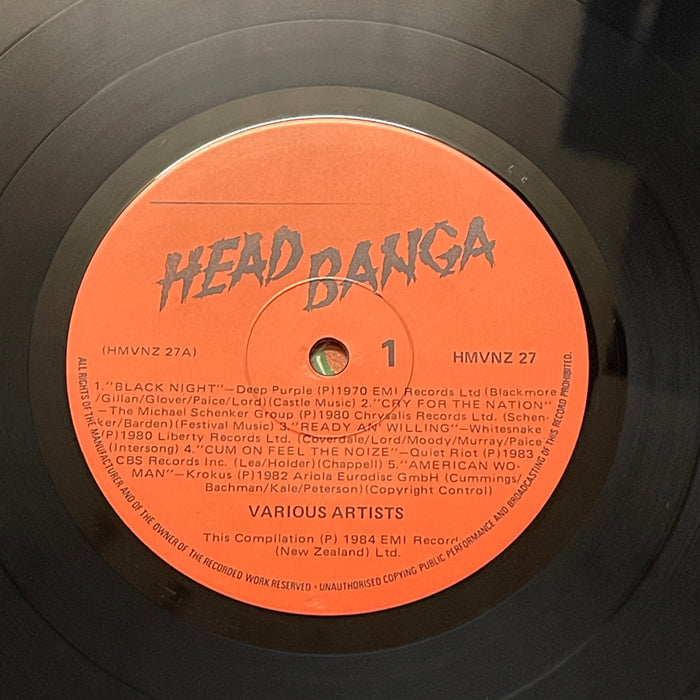 HEAD BANGA
(HMVNZ 27A)
1
HMVNZ 27
1."BLACK NIGHT"—Deep Purple (P)1970 EMI Records Ltd.(Blackmore
/Gillan/Glover/Paice/Lord)(Castle Music) 2."CRY FOR THE NATION"
—The Michael Schenker Group (P)1980 Chrysalis Records Ltd. (Schen-
ker/Barden)(Festival Music) 3."READY AN' WILLING"—Whitesnake
(P)1980 Liberty Records Ltd. (Coverdale/Lord/Moody/Murray/Paice
(Intersong) 4."CUM ON FEEL THE NOIZE"—Quiet Riot (P)1983
CBS Records Inc. (Lea/Holder)(Chappell) 5."AMERICAN WO-
MAN"—Krokus (P)1982 Ariola Eurodisc GmbH (Cummings/
Bachman/Kale/Peterson)(Copyright Control)
VARIOUS ARTISTS
This Compilation (P) 1984 EMI Records
(New Zealand) Ltd.
ALL RIGHTS OF THE MANUFACTURER AND OF THE OWNER OF THE RECORDED WORK RESERVED • UNAUTHORISED COPYING PUBLIC PERFORMANCE AND BROADCASTING OF THIS RECORD PROHIBITED.